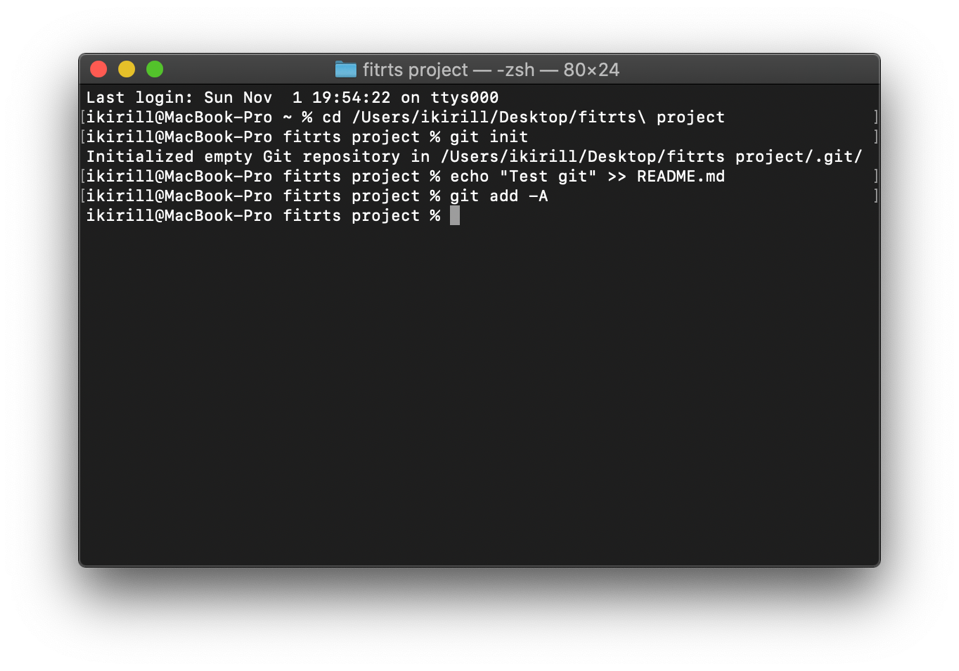 fitrts project — -zsh — 80×24
Last login: Sun Nov  1 19:54:22 on ttys000
[ikirill@MacBook-Pro ~ % cd /Users/ikirill/Desktop/fitrts\ project ]
[ikirill@MacBook-Pro fitrts project % git init ]
Initialized empty Git repository in /Users/ikirill/Desktop/fitrts project/.git/
[ikirill@MacBook-Pro fitrts project % echo "Test git" >> README.md ]
[ikirill@MacBook-Pro fitrts project % git add -A ]
ikirill@MacBook-Pro fitrts project %